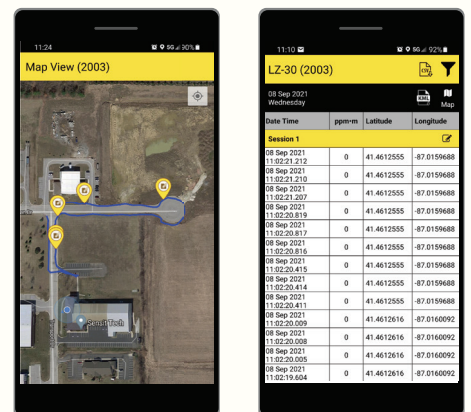 11:24
5G 90%
Map View (2003)
Sensit Tech
11:10
5G 92%
LZ-30 (2003)
CSV
08 Sep 2021
Wednesday
KML
Map
Date Time ppm-m Latitude Longitude
Session 1
08 Sep 2021
11:02:21.212 0 41.4612555 -87.0159688
08 Sep 2021
11:02:21.210 0 41.4612555 -87.0159688
08 Sep 2021
11:02:21.207 0 41.4612555 -87.0159688
08 Sep 2021
11:02:20.819 0 41.4612555 -87.0159688
08 Sep 2021
11:02:20.817 0 41.4612555 -87.0159688
08 Sep 2021
11:02:20.816 0 41.4612555 -87.0159688
08 Sep 2021
11:02:20.415 0 41.4612555 -87.0159688
08 Sep 2021
11:02:20.414 0 41.4612555 -87.0159688
08 Sep 2021
11:02:20.411 0 41.4612555 -87.0159688
08 Sep 2021
11:02:20.009 0 41.4612616 -87.0160092
08 Sep 2021
11:02:20.008 0 41.4612616 -87.0160092
08 Sep 2021
11:02:20.005 0 41.4612616 -87.0160092
08 Sep 2021
11:02:19.604 0 41.4612616 -87.0160092